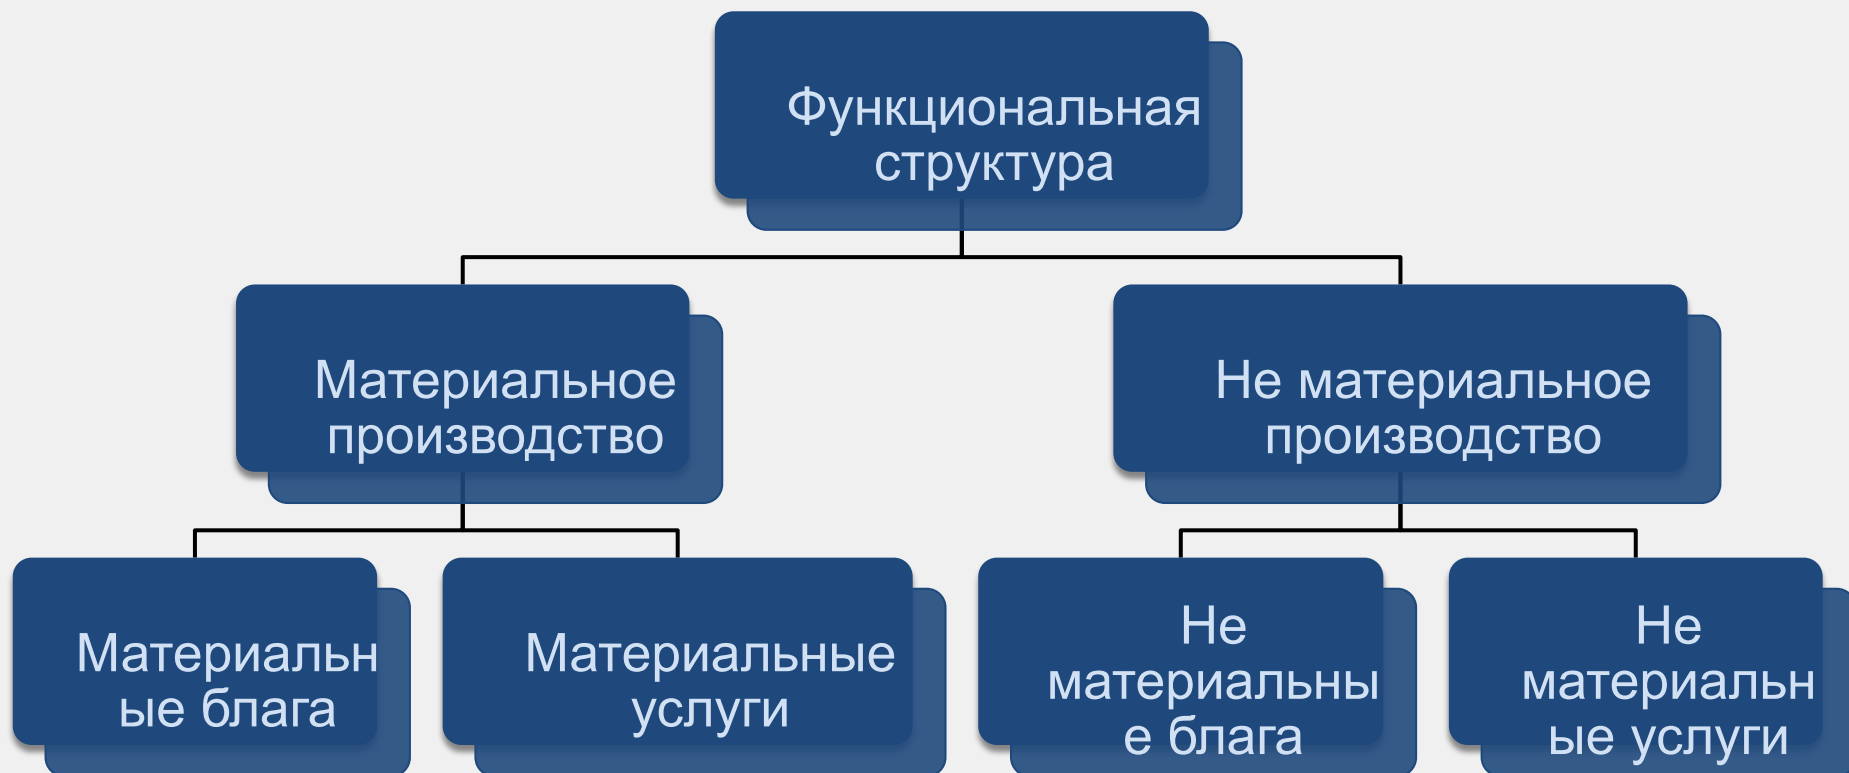 Функциональная
структура
Материальное
производство
Не материальное
производство
Материальн
ые блага
Материальные
услуги
Не
материальны
е блага
Не
материальн
ые услуги